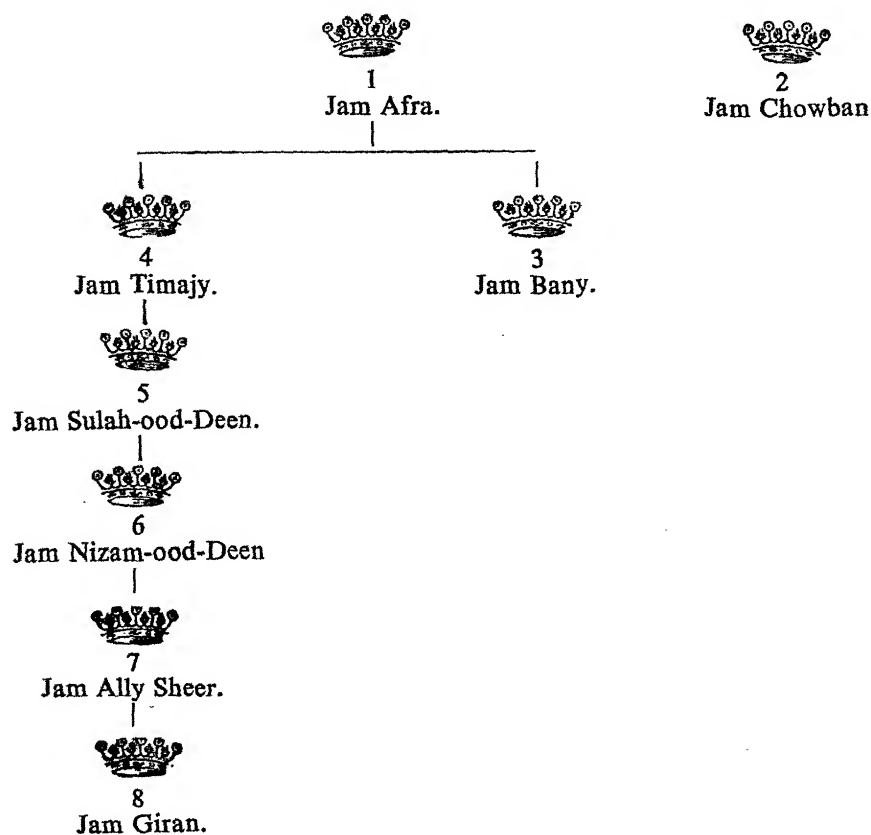 1
Jam Afra.
2
Jam Chowban
4
Jam Timajy.
3
Jam Bany.
5
Jam Sulah-ood-Deen.
6
Jam Nizam-ood-Deen
7
Jam Ally Sheer.
8
Jam Giran.